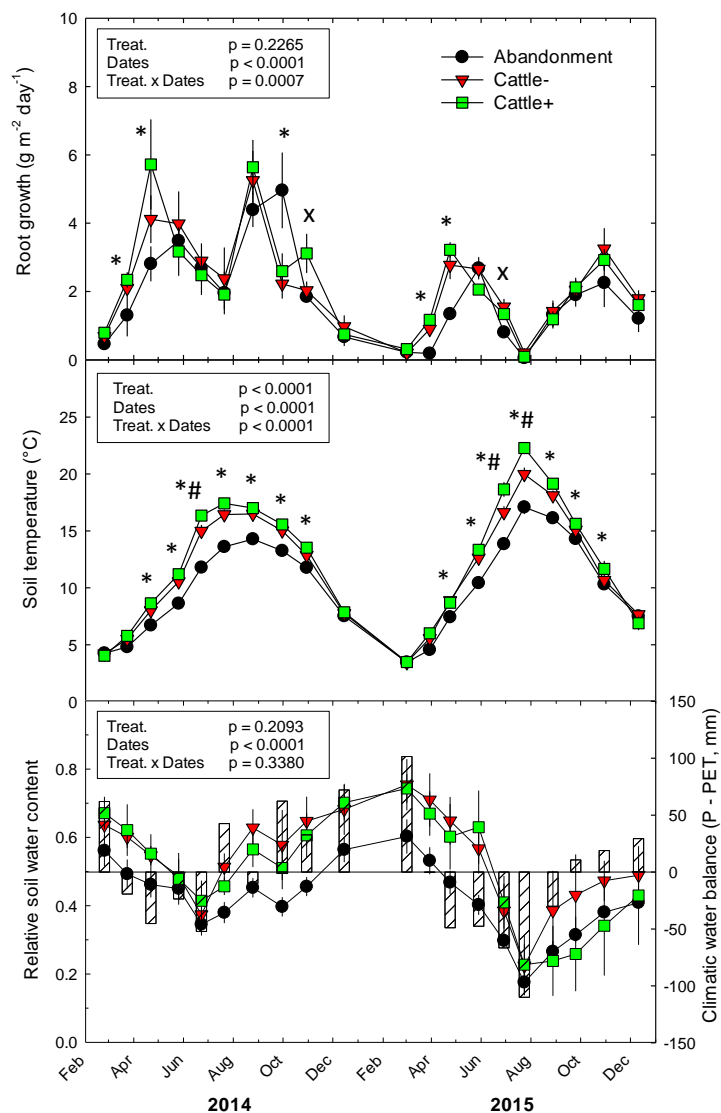 10
8
6
4
2
0
Root growth (g m-2 day-1)
Treat. p = 0.2265
Dates p < 0.0001
Treat. x Dates p = 0.0007
Abandonment
Cattle-
Cattle+
* * * X * * X
25
20
15
10
5
0
Soil temperature (°C)
Treat. p < 0.0001
Dates p < 0.0001
Treat. x Dates p < 0.0001
* * *# * * * * * * *# *# * * *
0.8
0.6
0.4
0.2
0.0
Relative soil water content
Treat. p = 0.2093
Dates p < 0.0001
Treat. x Dates p = 0.3380
150
100
50
0
-50
-100
-150
Climatic water balance (P - PET, mm)
Feb Apr Jun Aug Oct Dec Feb Apr Jun Aug Oct Dec
2014 2015